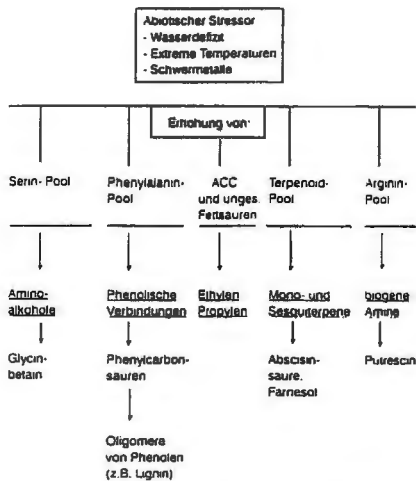 Abiotischer Stressor
- Wasserdefizit
- Extreme Temperaturen
- Schwermetalle
Erhöhung von:
Serin-Pool
Phenylalanin-
Pool
ACC
und unges.
Fettsäuren
Terpenoid-
Pool
Arginin-
Pool
Amino-
alkohole
Phenolische
Verbindungen
Ethylen
Propylen
Mono- und
Sesquiterpene
biogene
Amine
Glycin-
betain
Phenylcarbon-
säuren
Abscisin-
säure,
Farnesol
Putrescin
Oligomere
von Phenolen
(z.B. Lignin)